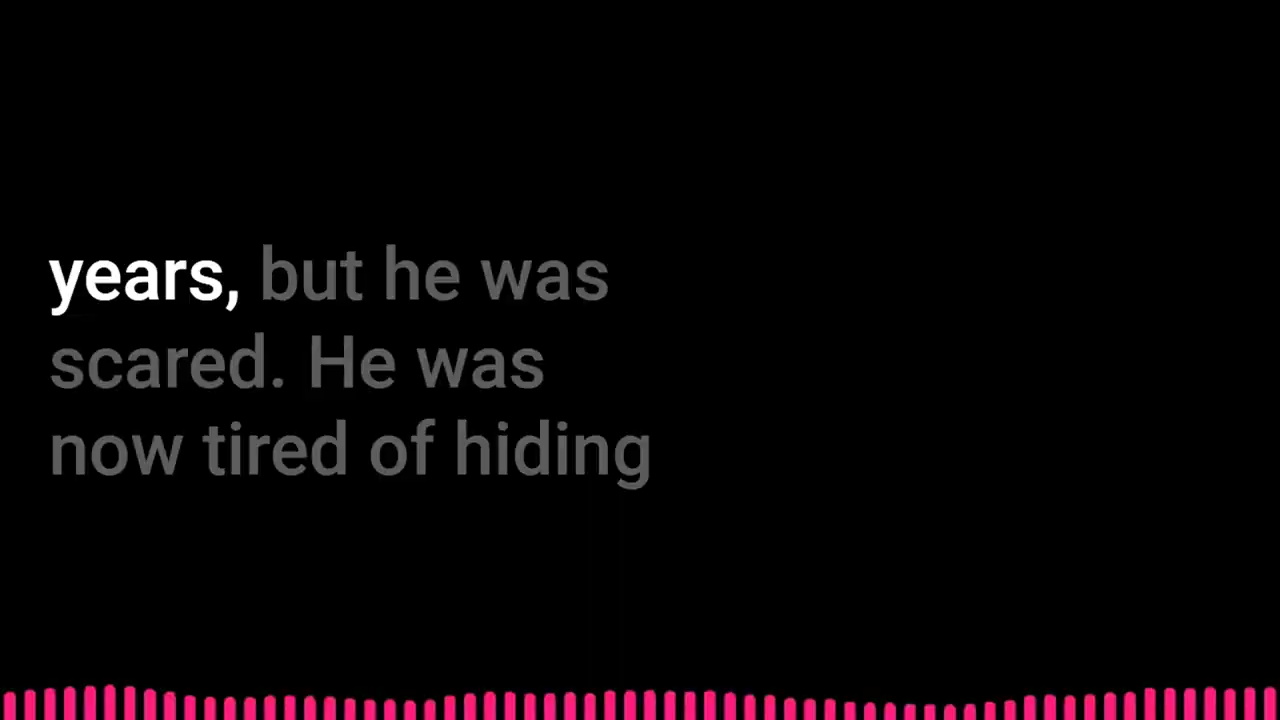 years, but he was
scared. He was
now tired of hiding